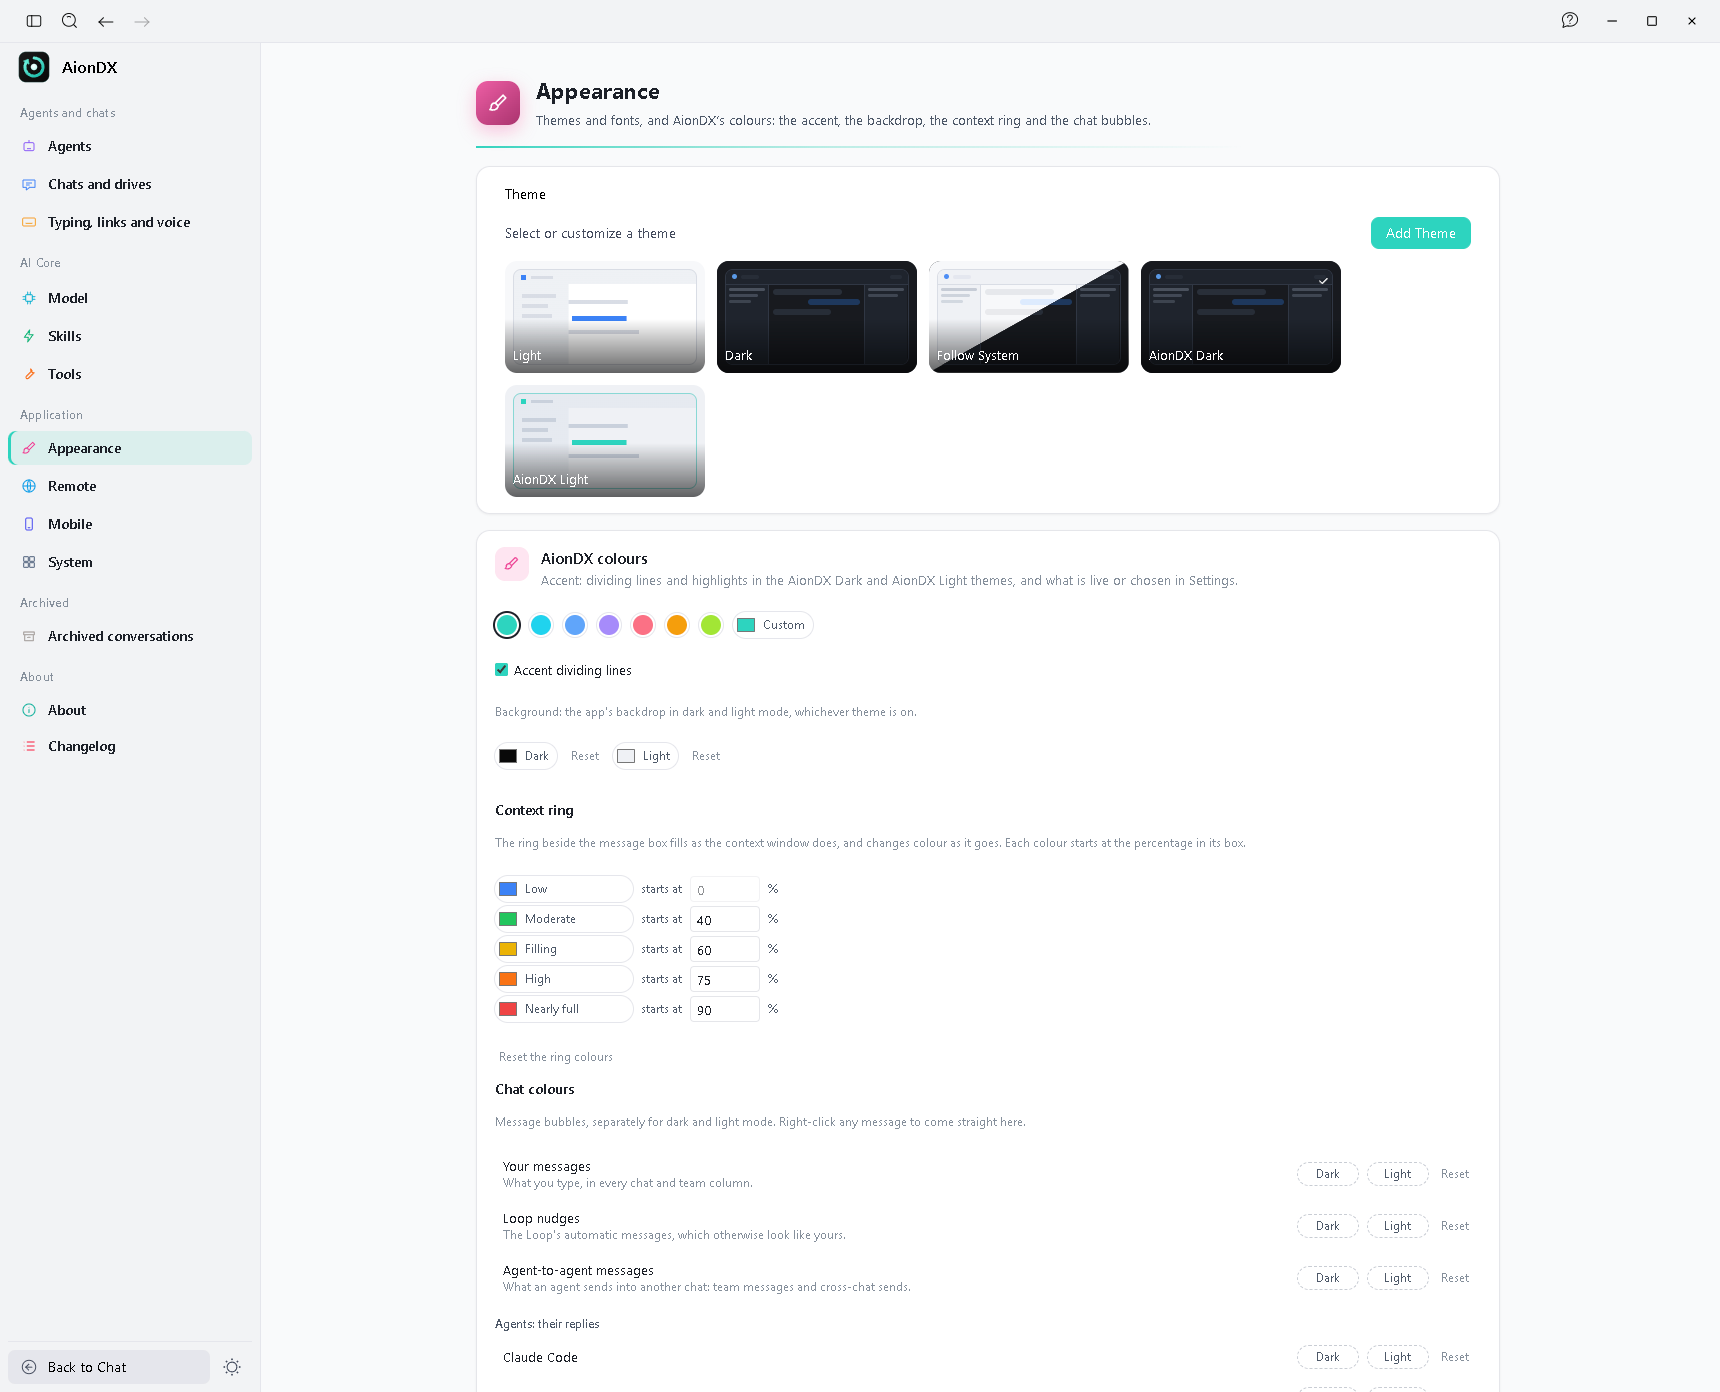 AionDX
Agents and chats
Agents
Chats and drives
Typing, links and voice
AI Core
Model
Skills
Tools
Application
Appearance
Remote
Mobile
System
Archived
Archived conversations
About
About
Changelog
Back to Chat
Appearance
Themes and fonts, and AionDX's colours: the accent, the backdrop, the context ring and the chat bubbles.
Theme
Select or customize a theme
Add Theme
Light
Dark
Follow System
AionDX Dark
AionDX Light
AionDX colours
Accent: dividing lines and highlights in the AionDX Dark and AionDX Light themes, and what is live or chosen in Settings.
Custom
Accent dividing lines
Background: the app's backdrop in dark and light mode, whichever theme is on.
Dark Reset Light Reset
Context ring
The ring beside the message box fills as the context window does, and changes colour as it goes. Each colour starts at the percentage in its box.
Low starts at 0 %
Moderate starts at 40 %
Filling starts at 60 %
High starts at 75 %
Nearly full starts at 90 %
Reset the ring colours
Chat colours
Message bubbles, separately for dark and light mode. Right-click any message to come straight here.
Your messages
What you type, in every chat and team column.
Dark Light Reset
Loop nudges
The Loop's automatic messages, which otherwise look like yours.
Dark Light Reset
Agent-to-agent messages
What an agent sends into another chat: team messages and cross-chat sends.
Dark Light Reset
Agents: their replies
Claude Code
Dark Light Reset